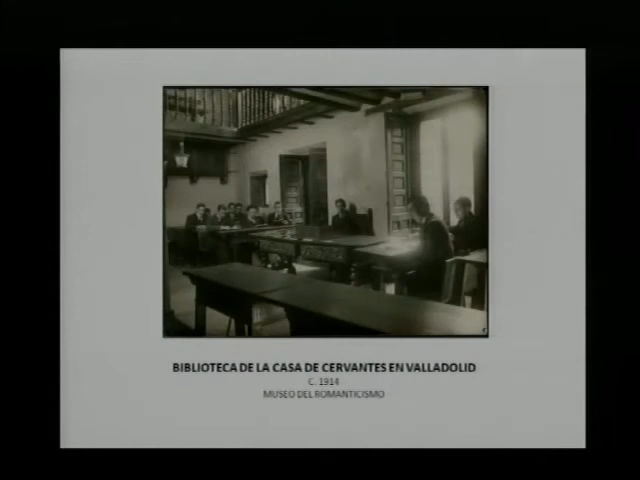 BIBLIOTECA DE LA CASA DE CERVANTES EN VALLADOLID
C. 1914
MUSEO DEL ROMANTICISMO